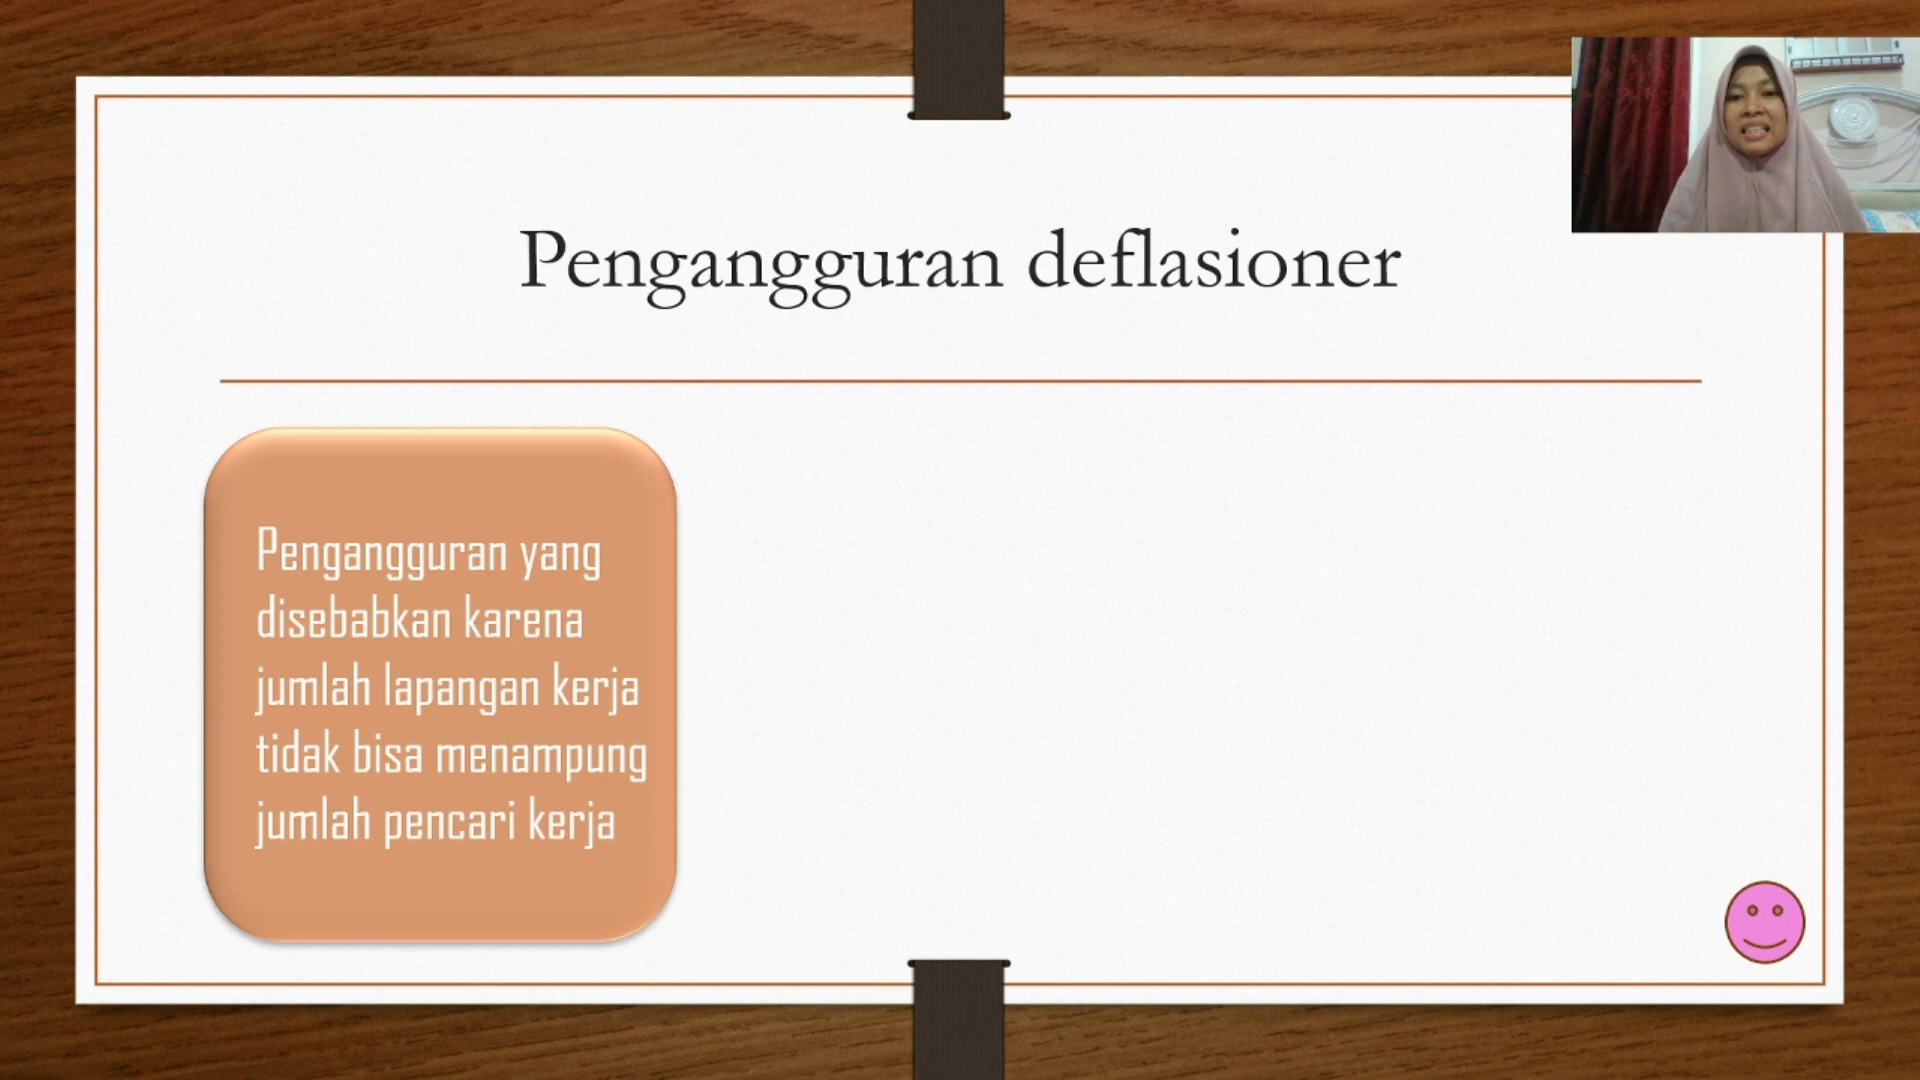 Pengangguran deflasioner
Pengangguran yang
disebabkan karena
jumlah lapangan kerja
tidak bisa menampung
jumlah pencari kerja